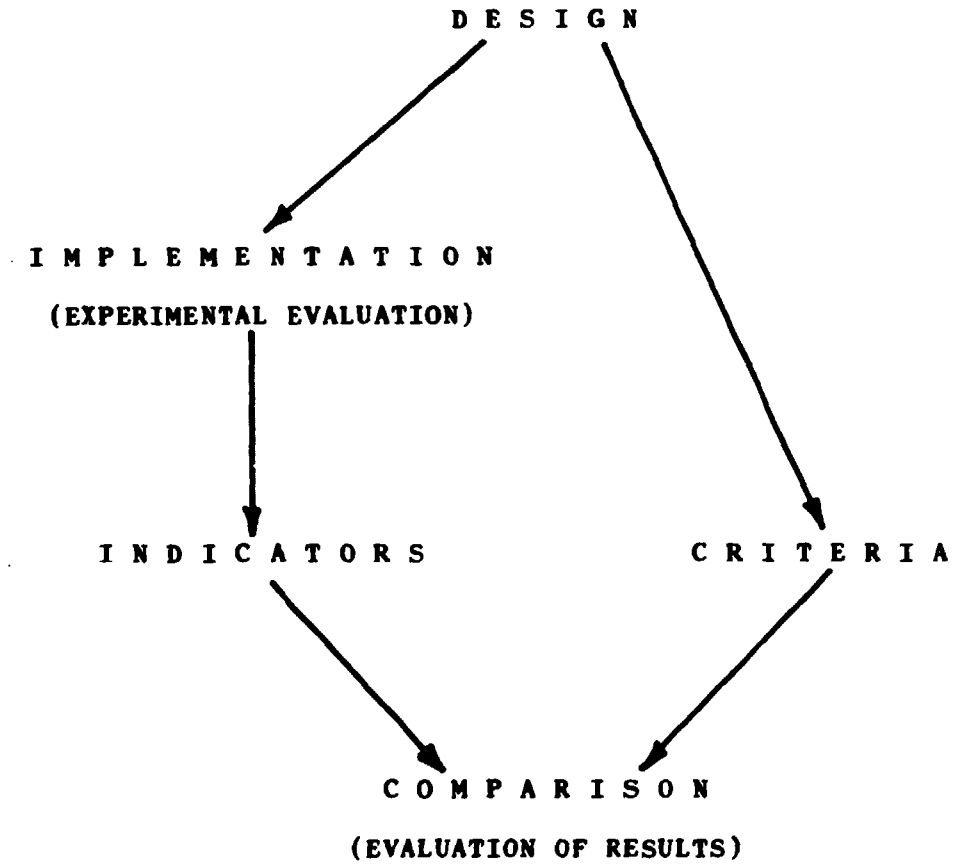 DESIGN
IMPLEMENTATION
(EXPERIMENTAL EVALUATION)
INDICATORS
CRITERIA
COMPARISON
(EVALUATION OF RESULTS)